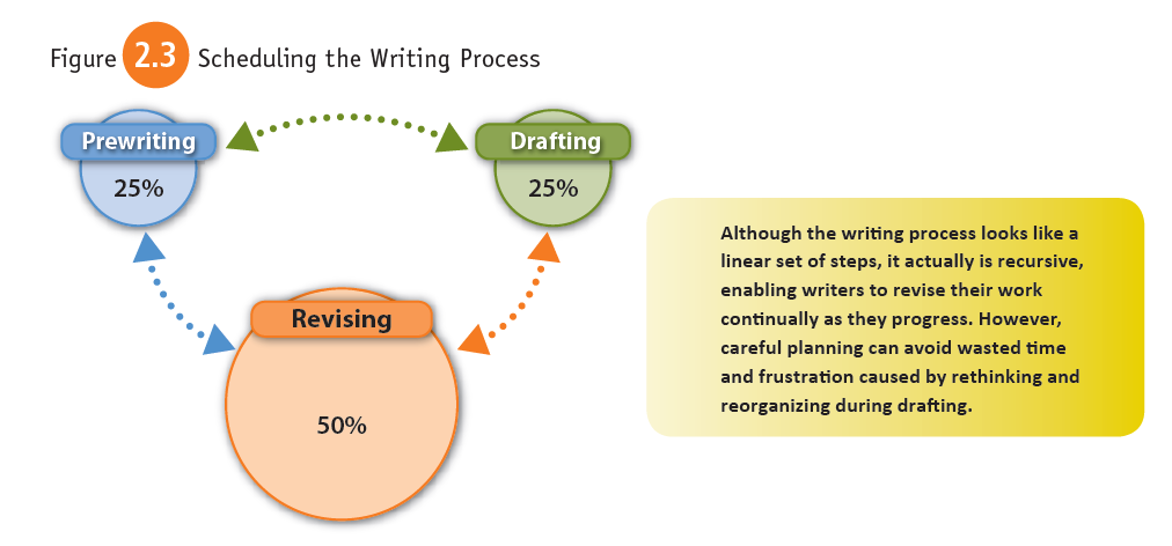 Figure 2.3 Scheduling the Writing Process
Prewriting
25%
Drafting
25%
Revising
50%
Although the writing process looks like a
linear set of steps, it actually is recursive,
enabling writers to revise their work
continually as they progress. However,
careful planning can avoid wasted time
and frustration caused by rethinking and
reorganizing during drafting.